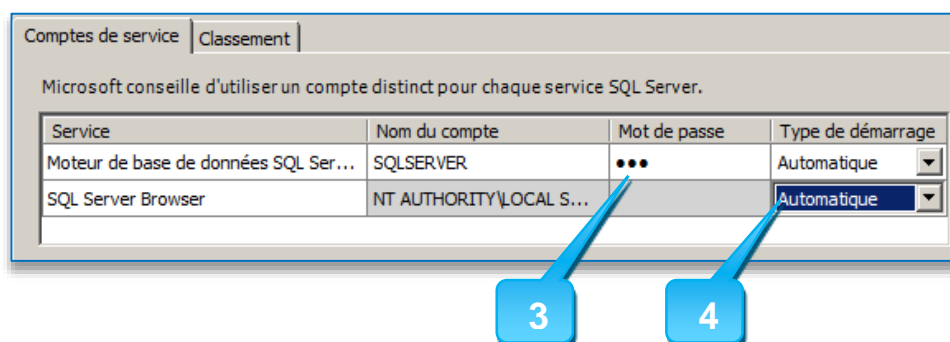 Comptes de service Classement
Microsoft conseille d'utiliser un compte distinct pour chaque service SQL Server.
Service Nom du compte Mot de passe Type de démarrage
Moteur de base de données SQL Ser... SQLSERVER ●●● Automatique
SQL Server Browser NT AUTHORITY\LOCAL S... Automatique
3 4